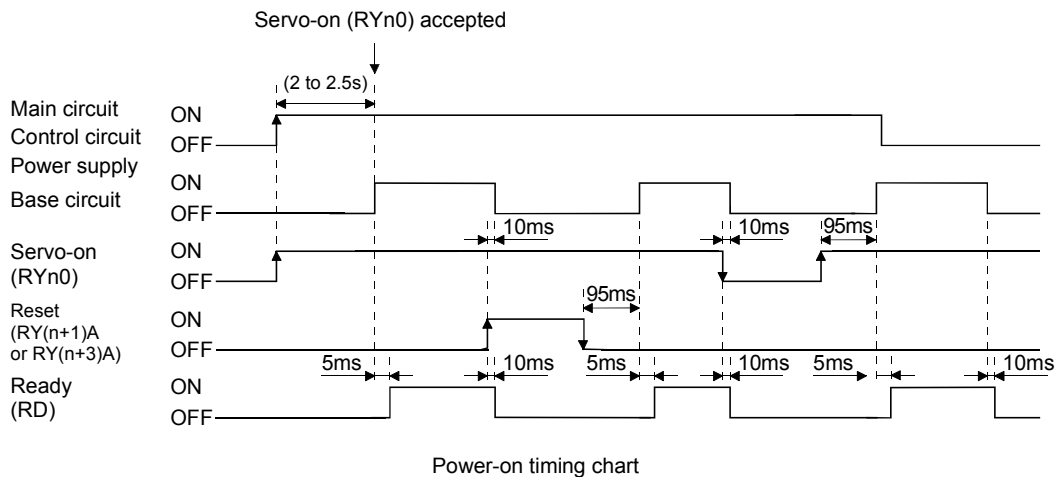 Servo-on (RYn0) accepted
(2 to 2.5s)
Main circuit
Control circuit
Power supply
ON
OFF
Base circuit
ON
OFF
10ms
10ms
95ms
Servo-on
(RYn0)
ON
OFF
95ms
Reset
(RY(n+1)A
or RY(n+3)A)
ON
OFF
5ms
10ms
5ms
10ms
5ms
10ms
Ready
(RD)
ON
OFF
Power-on timing chart